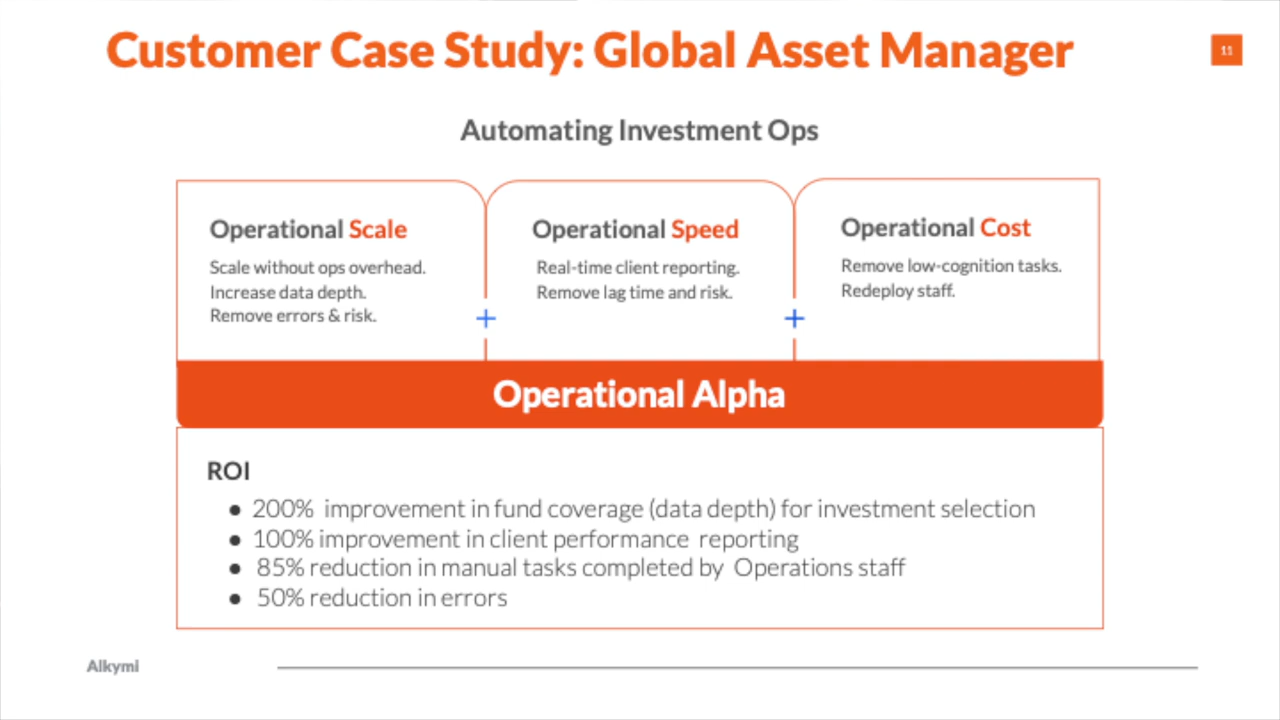 Customer Case Study: Global Asset Manager
11
Automating Investment Ops
Operational Scale
Scale without ops overhead.
Increase data depth.
Remove errors & risk.
Operational Speed
Real-time client reporting.
Remove lag time and risk.
Operational Cost
Remove low-cognition tasks.
Redeploy staff.
+
+
Operational Alpha
ROI
● 200% improvement in fund coverage (data depth) for investment selection
● 100% improvement in client performance reporting
● 85% reduction in manual tasks completed by Operations staff
● 50% reduction in errors
Alkymi